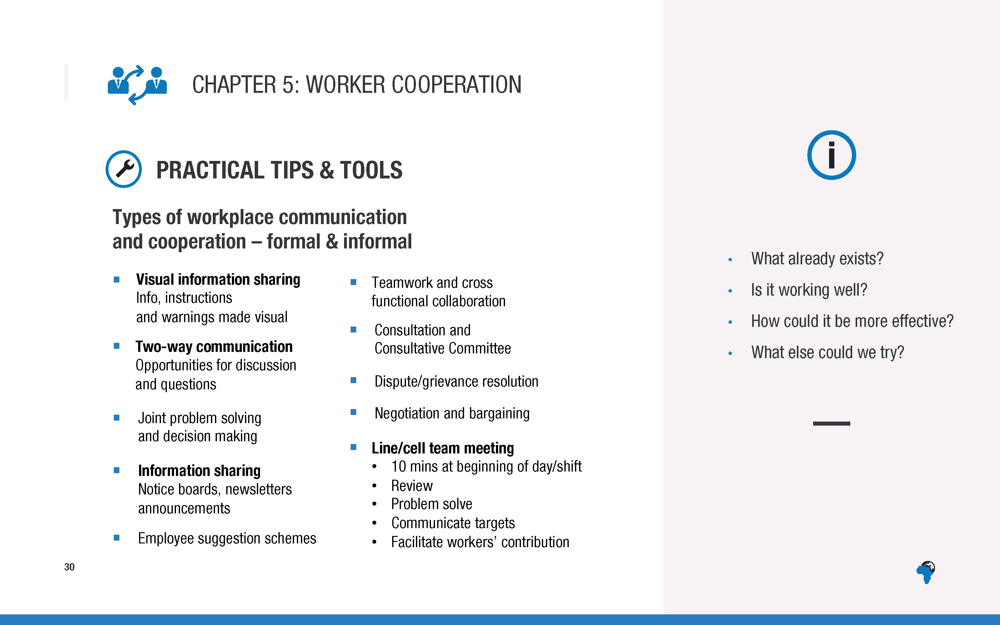 CHAPTER 5: WORKER COOPERATION
PRACTICAL TIPS & TOOLS
Types of workplace communication
and cooperation – formal & informal
Visual information sharing
Info, instructions
and warnings made visual
Two-way communication
Opportunities for discussion
and questions
Joint problem solving
and decision making
Information sharing
Notice boards, newsletters
announcements
Employee suggestion schemes
Teamwork and cross
functional collaboration
Consultation and
Consultative Committee
Dispute/grievance resolution
Negotiation and bargaining
Line/cell team meeting
• 10 mins at beginning of day/shift
• Review
• Problem solve
• Communicate targets
• Facilitate workers’ contribution
i
• What already exists?
• Is it working well?
• How could it be more effective?
• What else could we try?
30